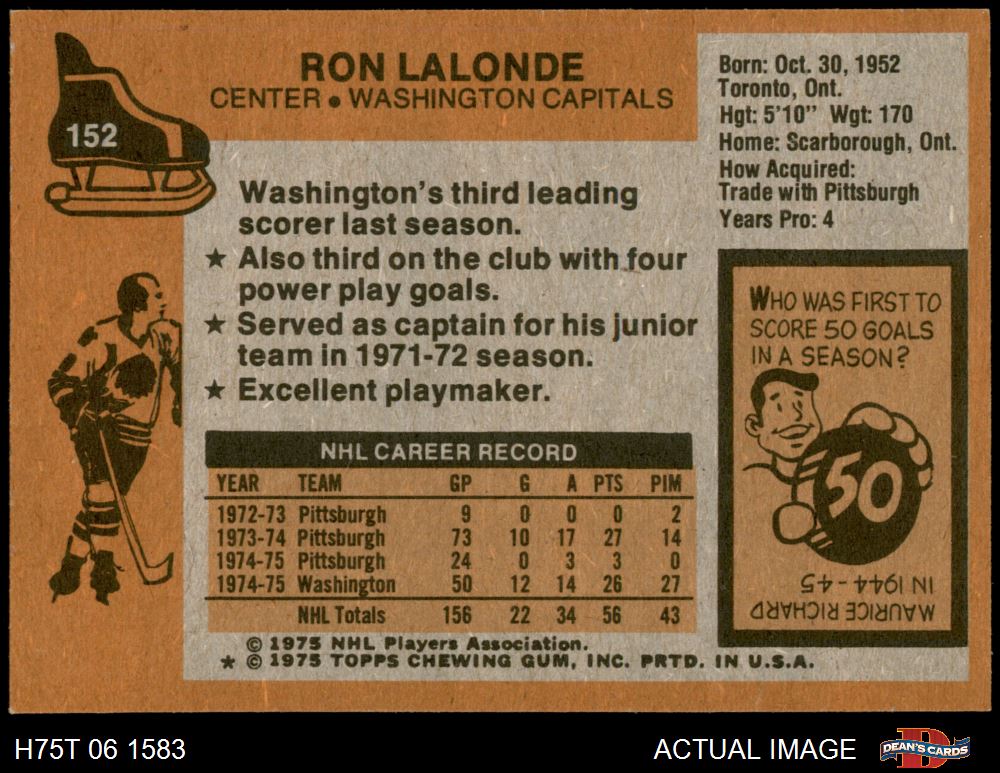 152
RON LALONDE
CENTER • WASHINGTON CAPITALS
Born: Oct. 30, 1952
Toronto, Ont.
Hgt: 5'10" Wgt: 170
Home: Scarborough, Ont.
How Acquired:
Trade with Pittsburgh
Years Pro: 4
Washington's third leading
scorer last season.
★ Also third on the club with four
power play goals.
★ Served as captain for his junior
team in 1971-72 season.
★ Excellent playmaker.
NHL CAREER RECORD
YEAR TEAM GP G A PTS PIM
1972-73 Pittsburgh 9 0 0 0 2
1973-74 Pittsburgh 73 10 17 27 14
1974-75 Pittsburgh 24 0 3 3 0
1974-75 Washington 50 12 14 26 27
NHL Totals 156 22 34 56 43
WHO WAS FIRST TO
SCORE 50 GOALS
IN A SEASON?
50
MAURICE RICHARD
IN 1944-45
© 1975 NHL Players Association.
★ © 1975 TOPPS CHEWING GUM, INC. PRTD. IN U.S.A.
H75T 06 1583
ACTUAL IMAGE
DEAN'S CARDS